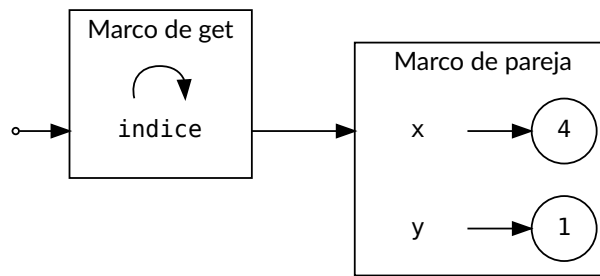 Marco de get
indice
Marco de pareja
x 4
y 1